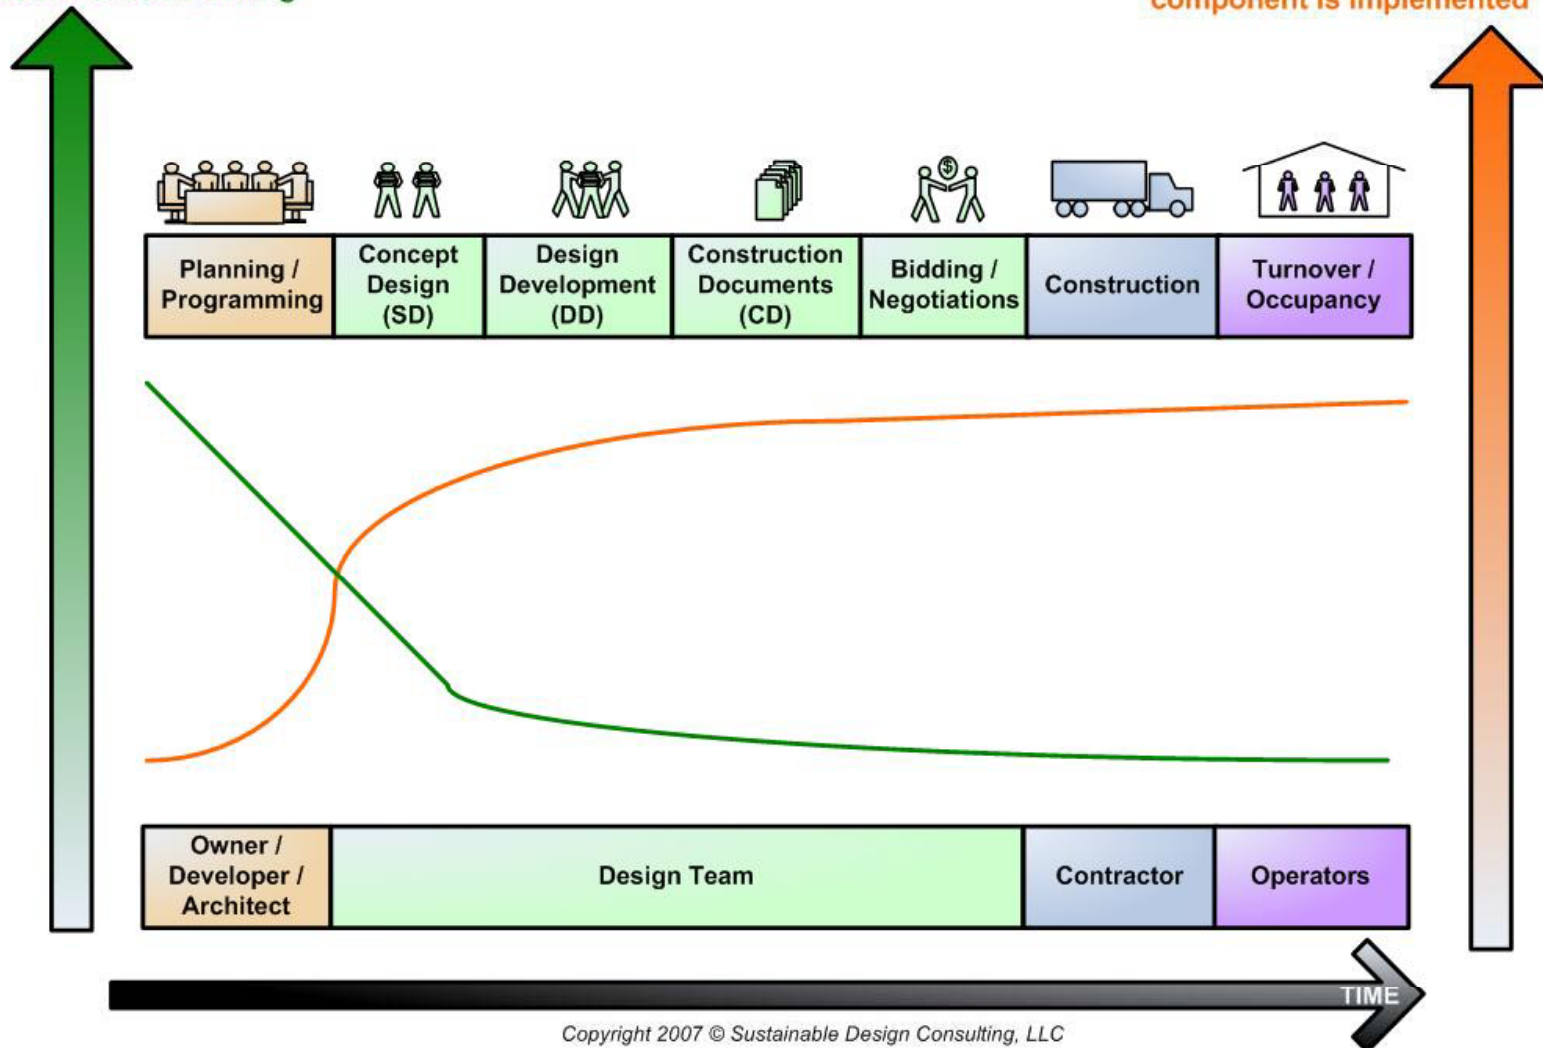 component is implemented
$
Planning /
Programming
Concept
Design
(SD)
Design
Development
(DD)
Construction
Documents
(CD)
Bidding /
Negotiations
Construction
Turnover /
Occupancy
Owner /
Developer /
Architect
Design Team
Contractor
Operators
TIME
Copyright 2007 © Sustainable Design Consulting, LLC